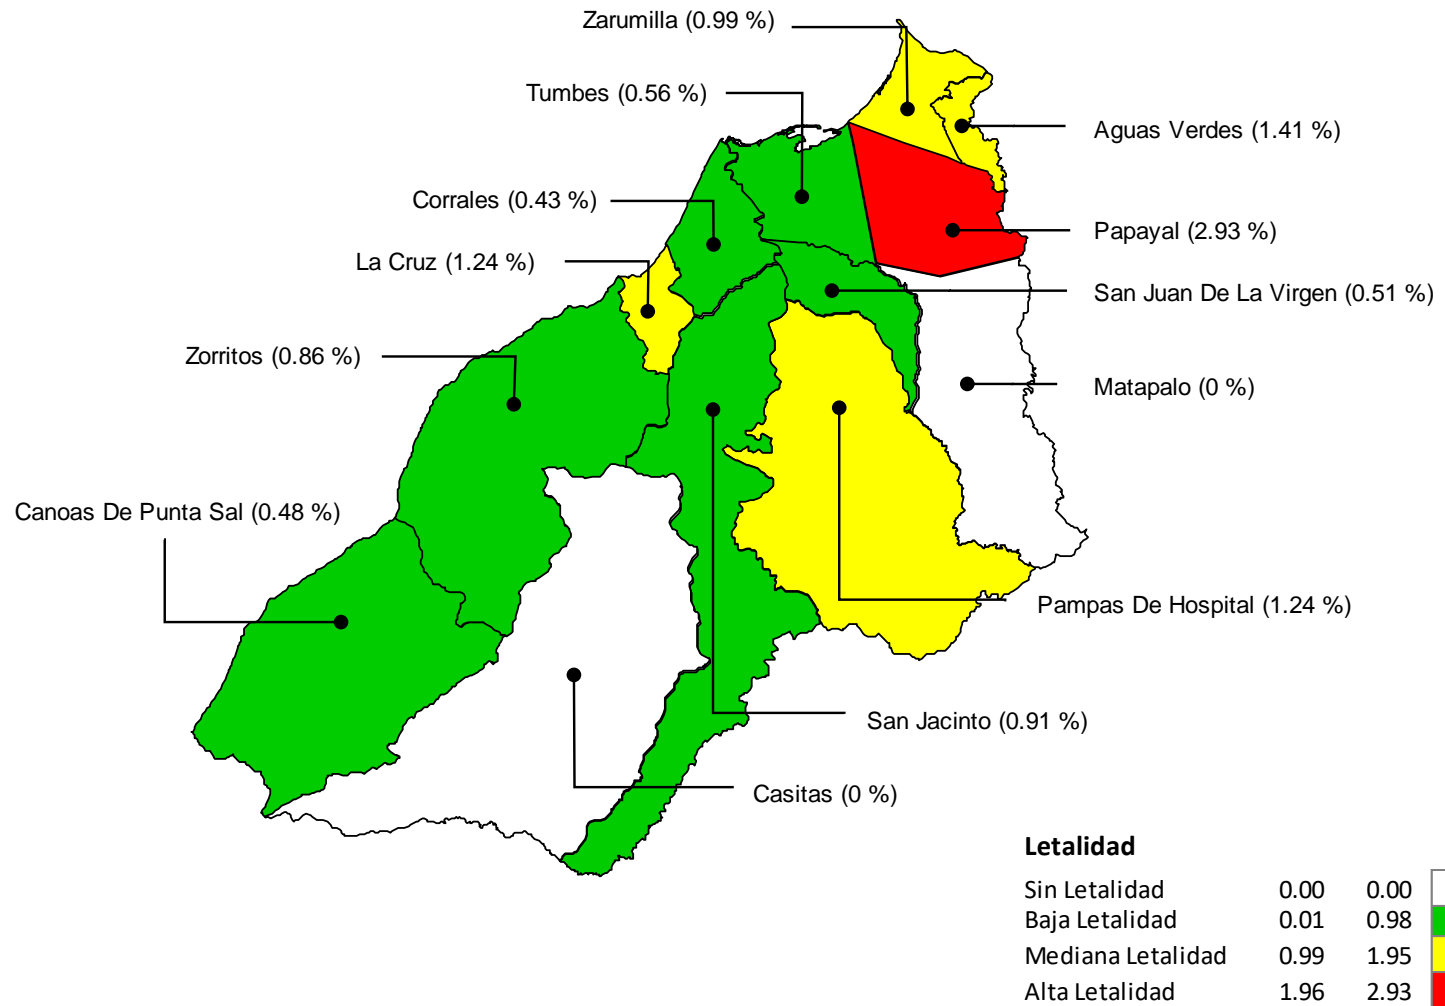 Zarumilla (0.99 %)
Tumbes (0.56 %)
Aguas Verdes (1.41 %)
Corrales (0.43 %)
Papayal (2.93 %)
La Cruz (1.24 %)
San Juan De La Virgen (0.51 %)
Zorritos (0.86 %)
Matapalo (0 %)
Canoas De Punta Sal (0.48 %)
Pampas De Hospital (1.24 %)
San Jacinto (0.91 %)
Casitas (0 %)
Letalidad
Sin Letalidad 0.00 0.00
Baja Letalidad 0.01 0.98
Mediana Letalidad 0.99 1.95
Alta Letalidad 1.96 2.93